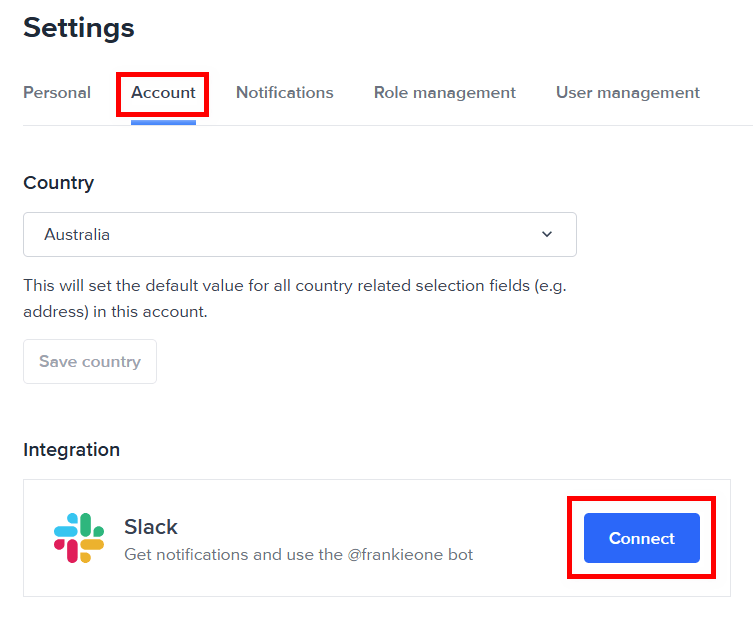 Settings
Personal Account Notifications Role management User management
Country
Australia
This will set the default value for all country related selection fields (e.g.
address) in this account.
Save country
Integration
Slack
Get notifications and use the @frankieone bot
Connect